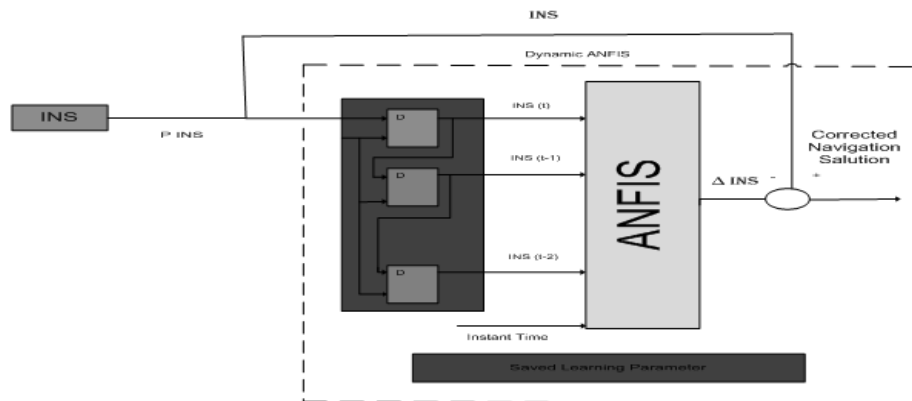 INS
Dynamic ANFIS
INS
P INS
D
INS (t)
D
INS (t-1)
D
INS (t-2)
Instant Time
ANFIS
Δ INS
-
+
Corrected
Navigation
Salution
Saved Learning Parameter